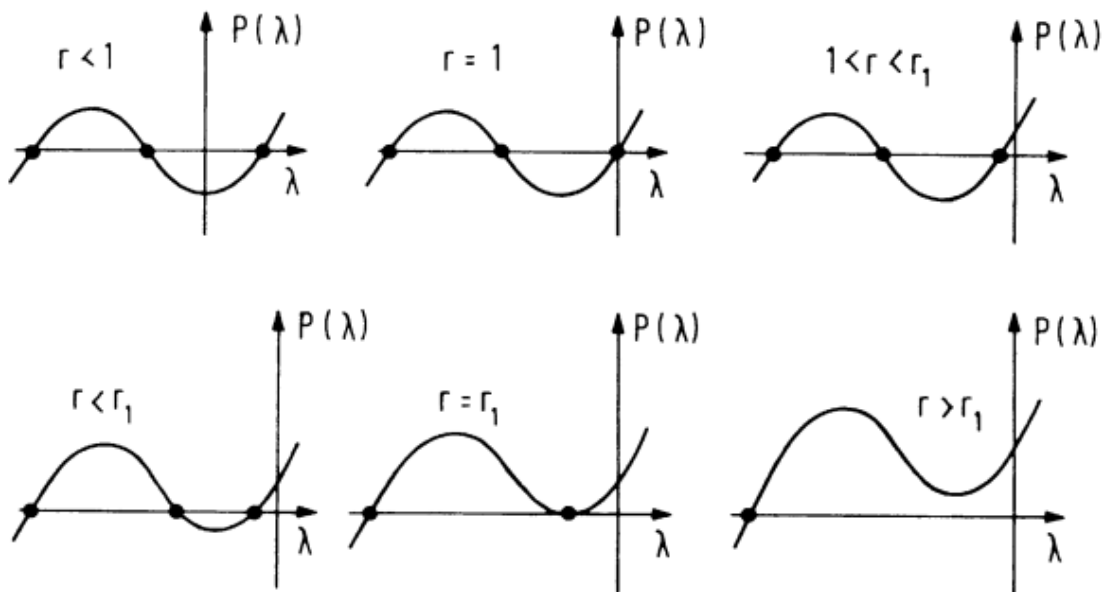 P(λ) P(λ) P(λ)
r < 1 r = 1 1 < r < r₁
λ λ λ
P(λ) P(λ) P(λ)
r < r₁ r = r₁ r > r₁
λ λ λ